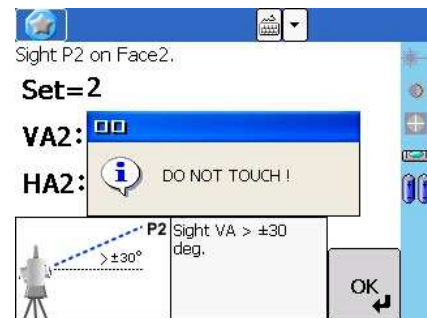 Sight P2 on Face2.
Set=2
VA2:
DO NOT TOUCH !
HA2:
P2
>±30°
Sight VA > ±30
deg.
OK